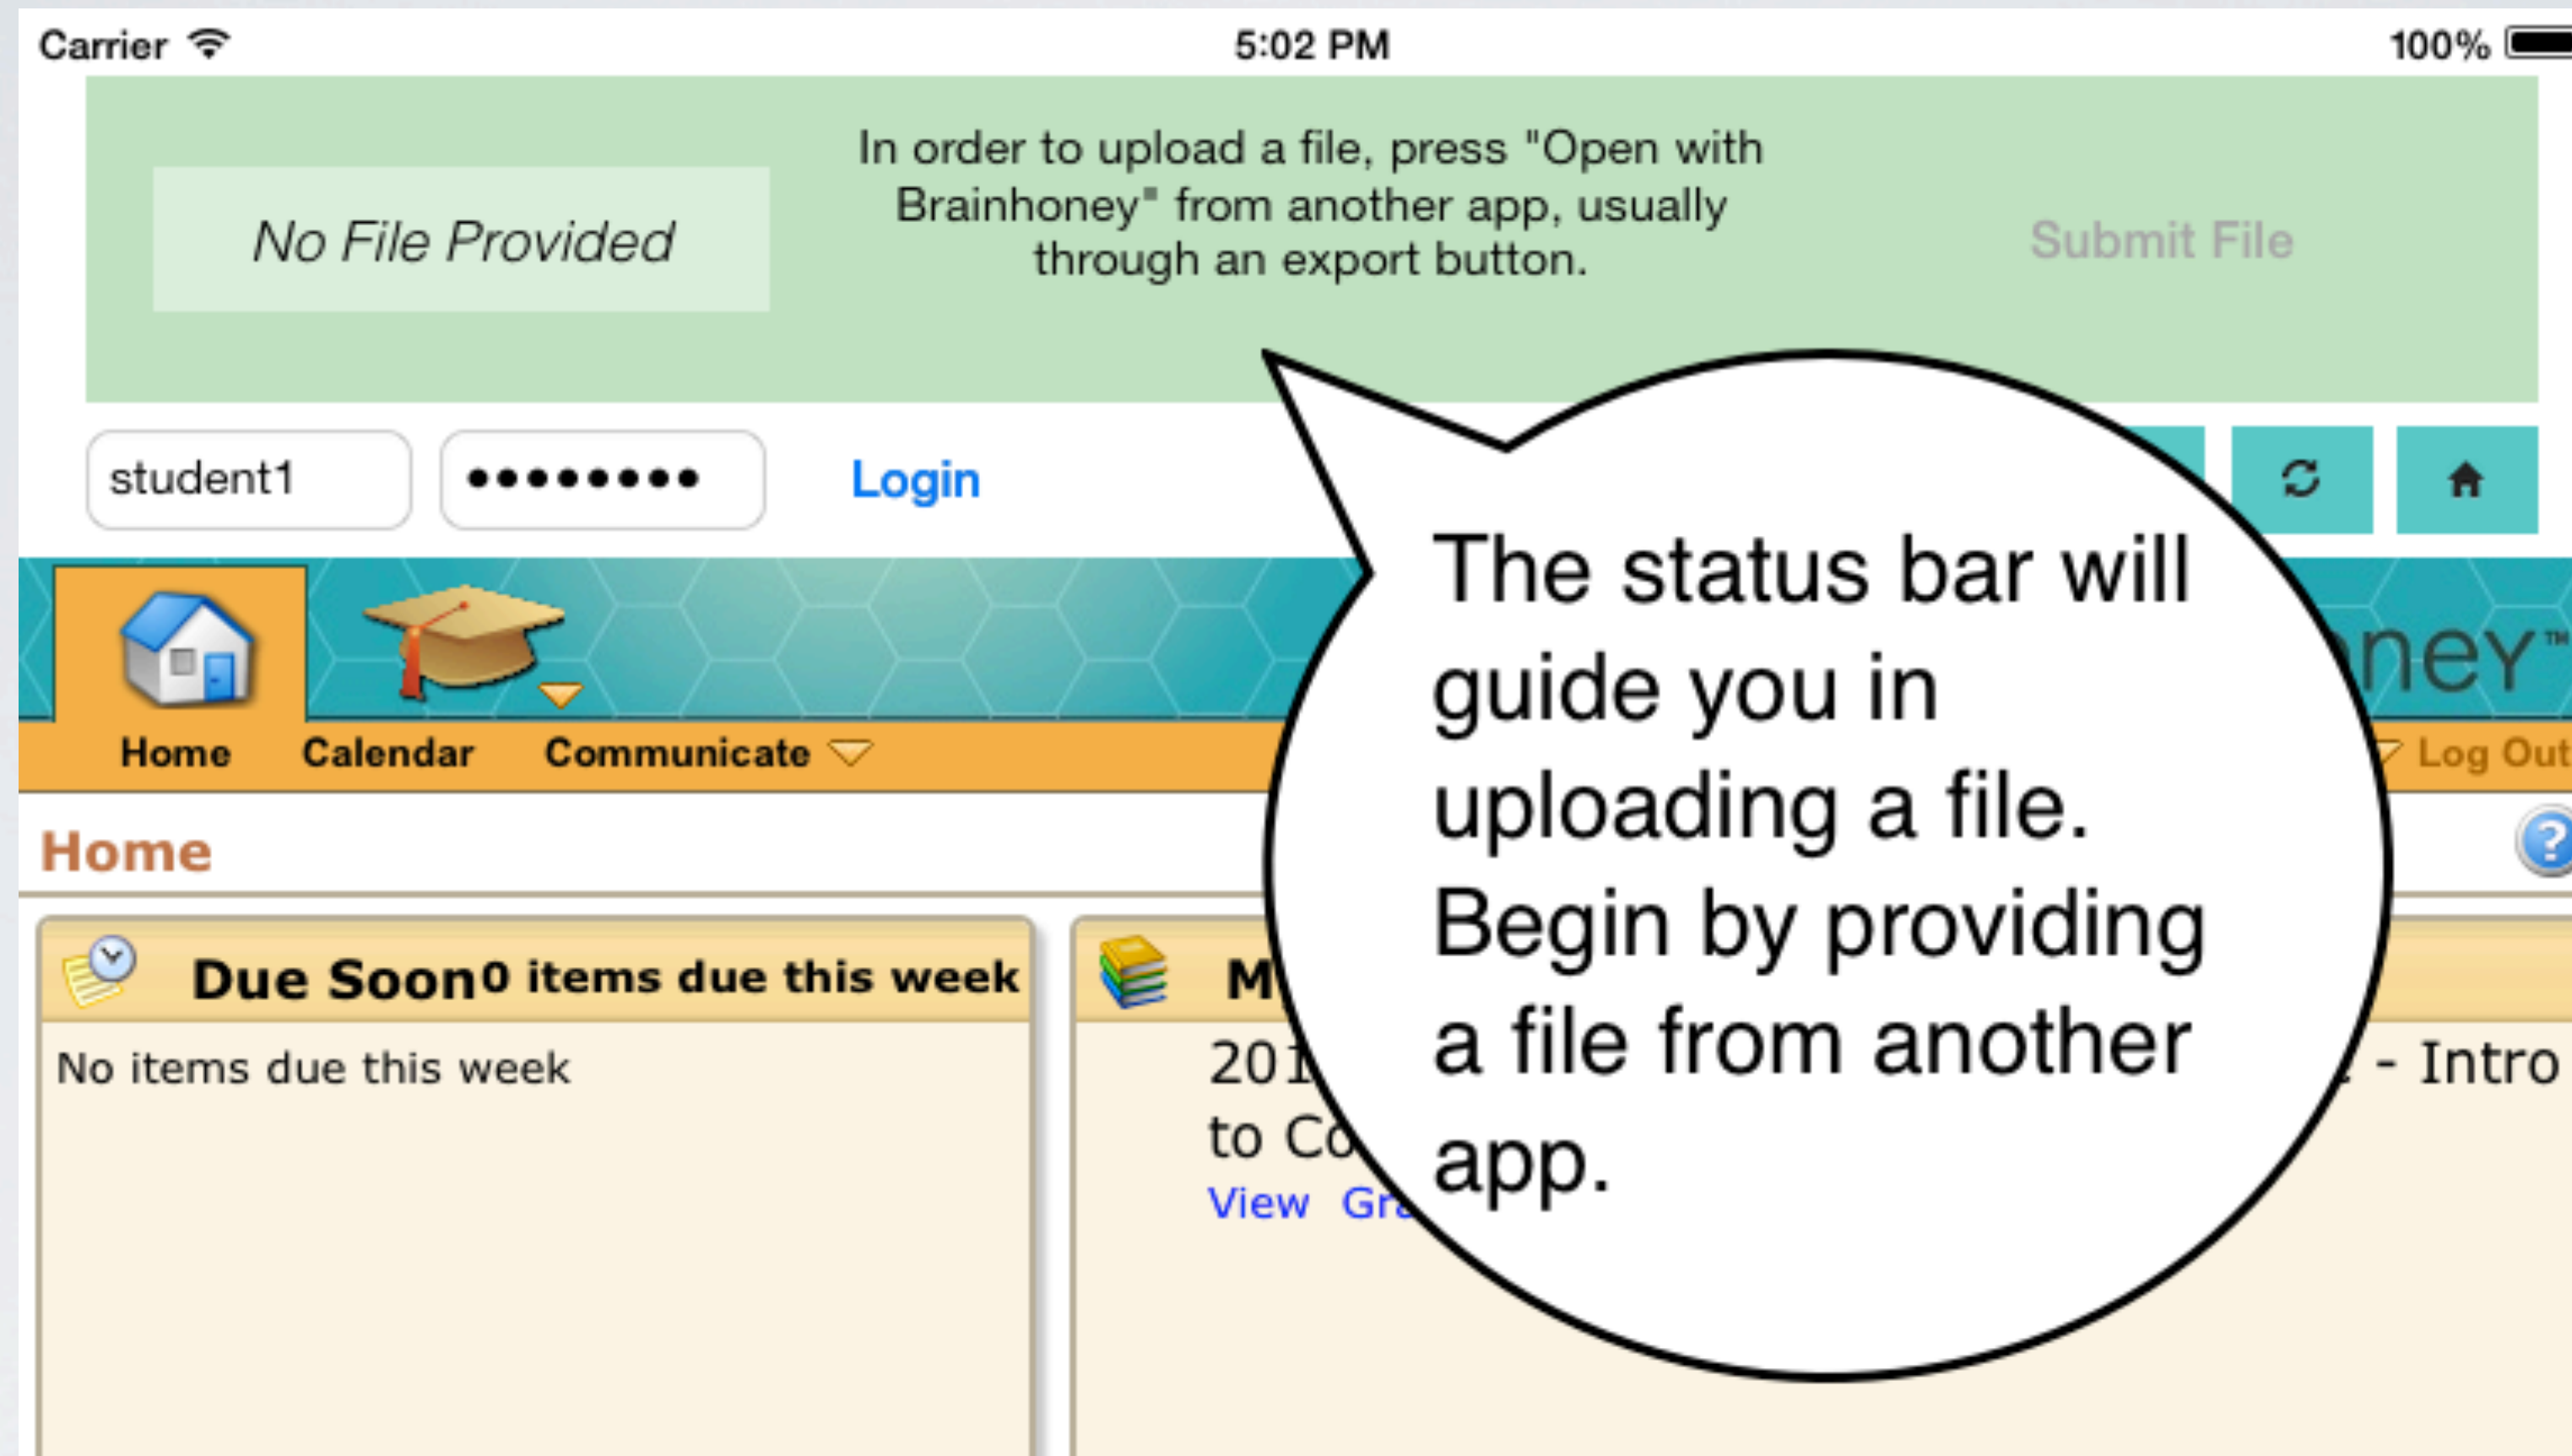 Carrier 5:02 PM 100%
No File Provided
In order to upload a file, press "Open with
Brainhoney" from another app, usually
through an export button.
Submit File
student1 •••••••• Login
The status bar will
guide you in
uploading a file.
Begin by providing
a file from another
app.
Home Calendar Communicate Log Out
Home
Due Soon 0 items due this week
No items due this week
- Intro
to
View